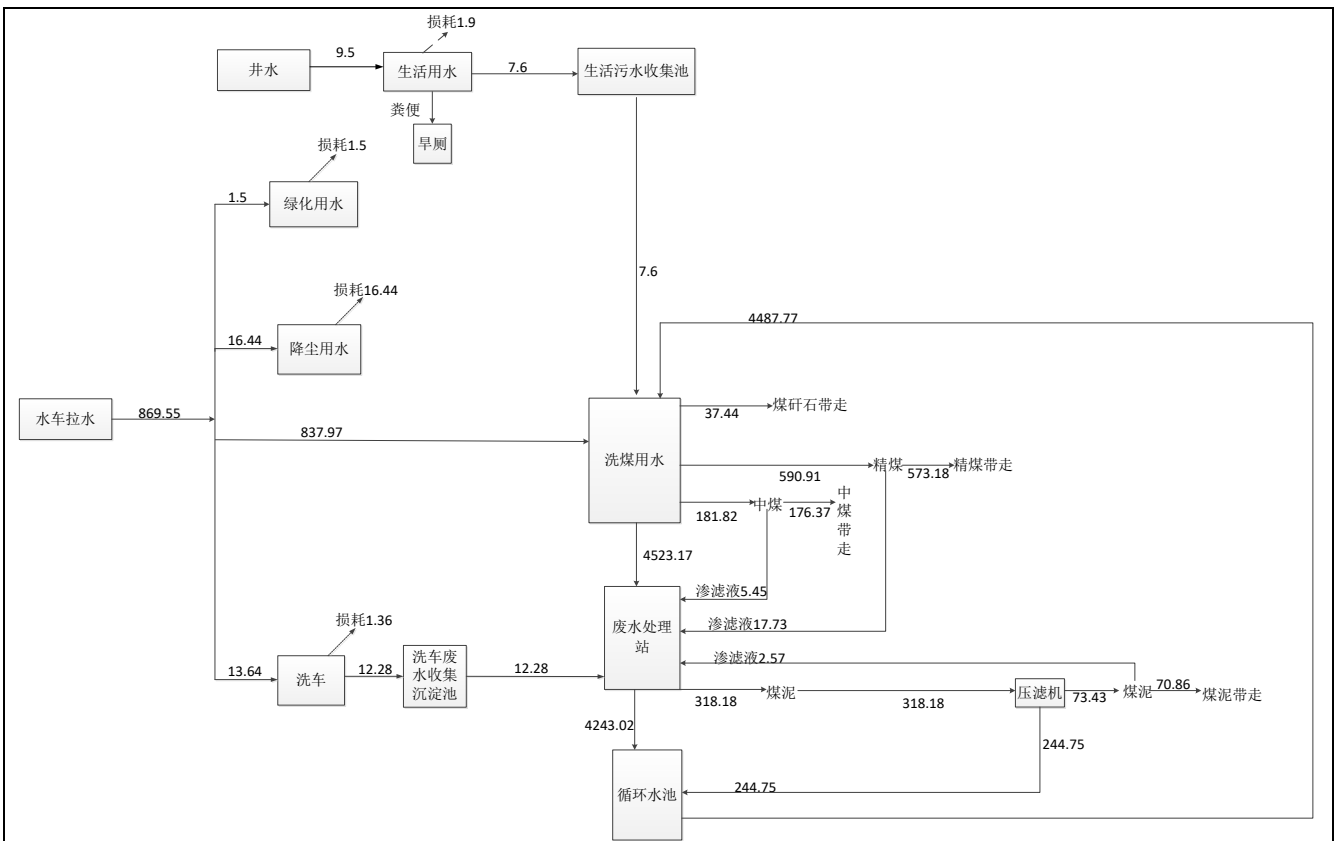 损耗1.9
井水
9.5
生活用水
7.6
生活污水收集池
粪便
旱厕
损耗1.5
1.5
绿化用水
7.6
损耗16.44
16.44
降尘用水
4487.77
水车拉水
869.55
837.97
洗煤用水
37.44
煤矸石带走
590.91
精煤
573.18
精煤带走
181.82
中煤
176.37
中
煤
带
走
4523.17
渗滤液5.45
废水处理
站
渗滤液17.73
渗滤液2.57
损耗1.36
13.64
洗车
12.28
洗车废
水收集
沉淀池
12.28
318.18
煤泥
318.18
压滤机
73.43
煤泥
70.86
煤泥带走
4243.02
244.75
循环水池
244.75